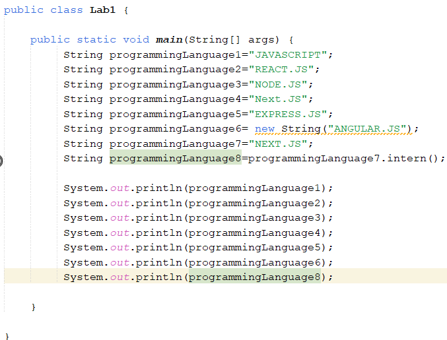 public class Lab1 {
public static void main(String[] args) {
String programmingLanguage1="JAVASCRIPT";
String programmingLanguage2="REACT.JS";
String programmingLanguage3="NODE.JS";
String programmingLanguage4="Next.JS";
String programmingLanguage5="EXPRESS.JS";
String programmingLanguage6= new String("ANGULAR.JS");
String programmingLanguage7="NEXT.JS";
String programmingLanguage8=programmingLanguage7.intern();
System.out.println(programmingLanguage1);
System.out.println(programmingLanguage2);
System.out.println(programmingLanguage3);
System.out.println(programmingLanguage4);
System.out.println(programmingLanguage5);
System.out.println(programmingLanguage6);
System.out.println(programmingLanguage8);
}
}